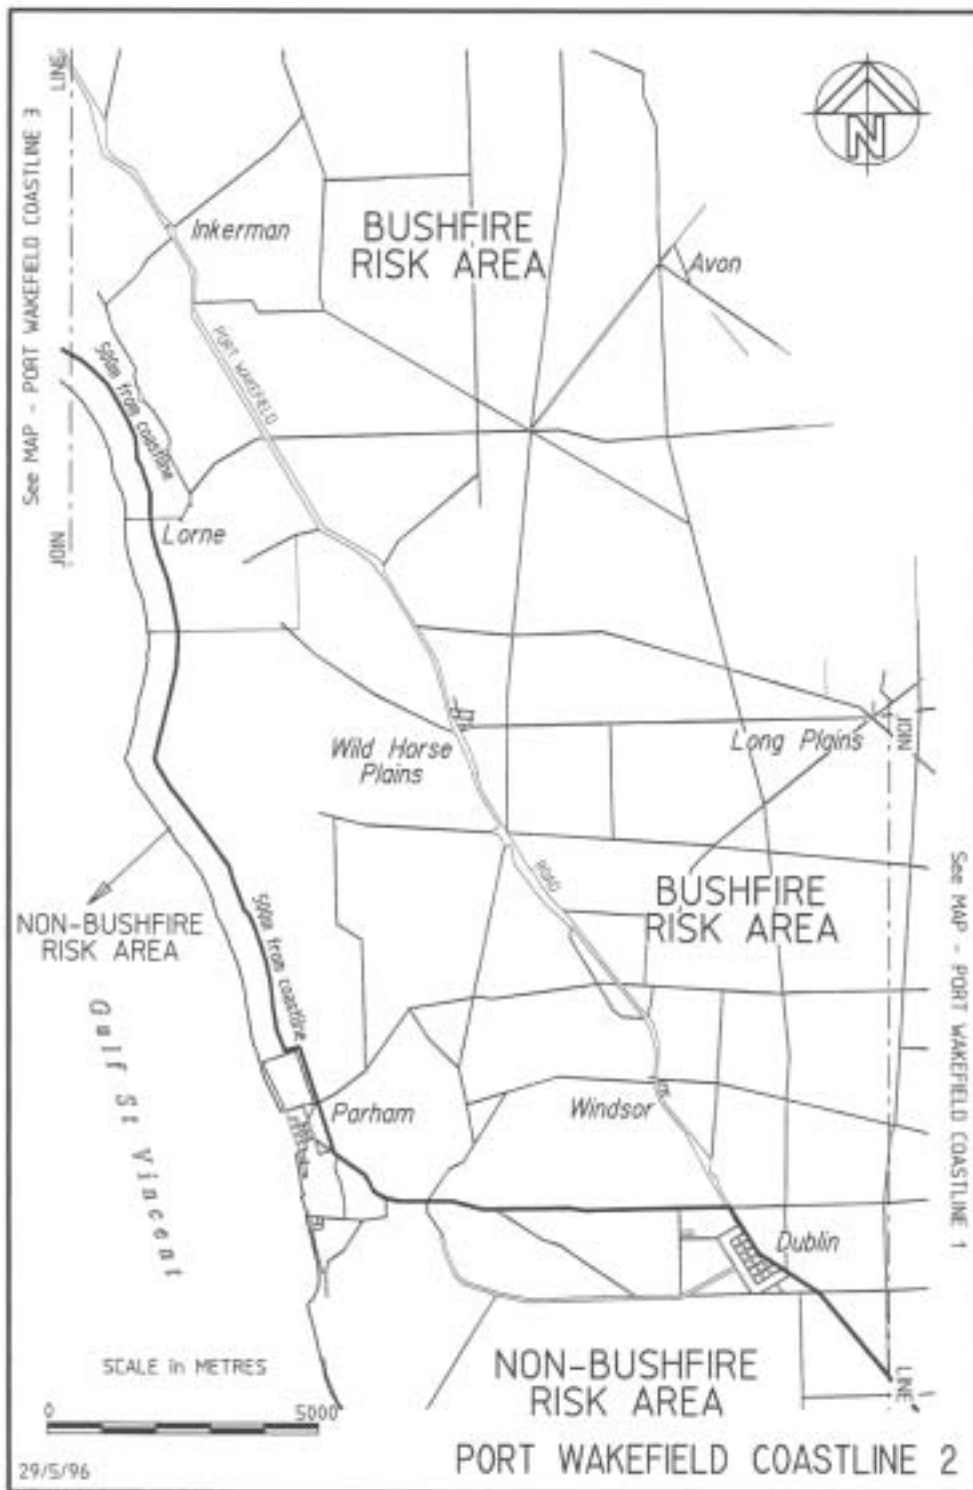 LINE
See MAP - PORT WAKEFIELD COASTLINE 3
JOIN
N
Inkerman
BUSHFIRE
RISK AREA
Avon
PORT WAKEFIELD
500m from coastline
Lorne
Wild Horse
Plains
Long Plains
JOIN
ROAD
BUSHFIRE
RISK AREA
See MAP - PORT WAKEFIELD COASTLINE 1
NON-BUSHFIRE
RISK AREA
500m from coastline
Gulf St Vincent
Parham
Windsor
Dublin
SCALE in METRES
0 5000
NON-BUSHFIRE
RISK AREA
LINE
29/5/96
PORT WAKEFIELD COASTLINE 2